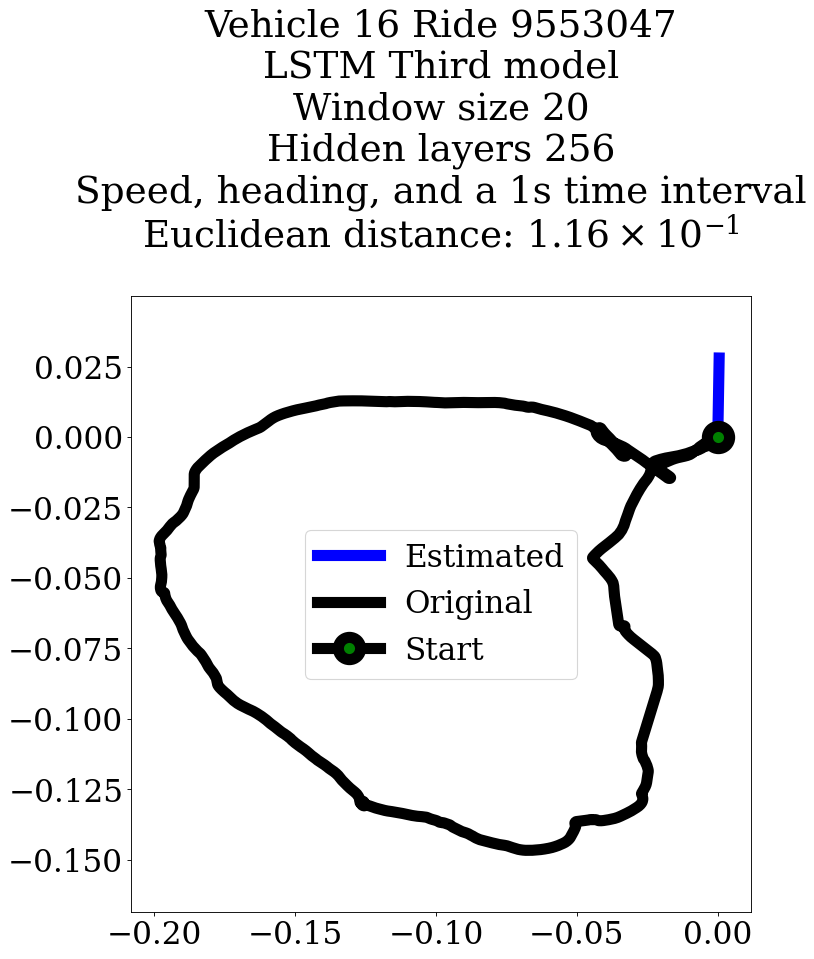 Vehicle 16 Ride 9553047
LSTM Third model
Window size 20
Hidden layers 256
Speed, heading, and a 1s time interval
Euclidean distance: 1.16 × 10⁻¹
0.025
0.000
−0.025
−0.050
−0.075
−0.100
−0.125
−0.150
Estimated
Original
Start
−0.20 −0.15 −0.10 −0.05 0.00